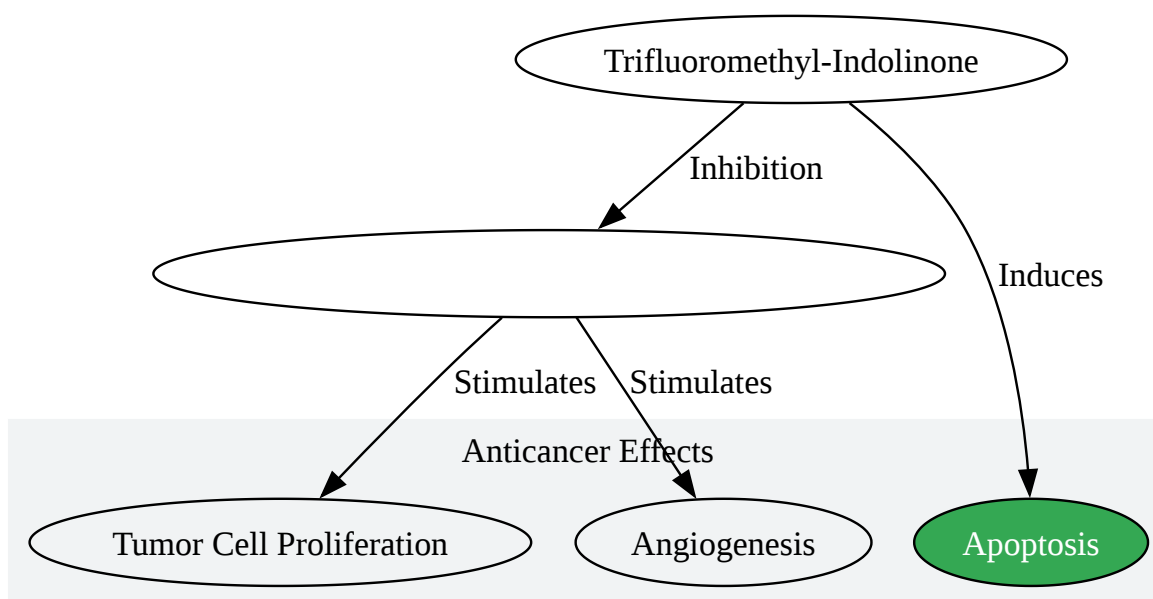 Trifluoromethyl-Indolinone
Inhibition
Induces
Stimulates
Stimulates
Anticancer Effects
Tumor Cell Proliferation
Angiogenesis
Apoptosis